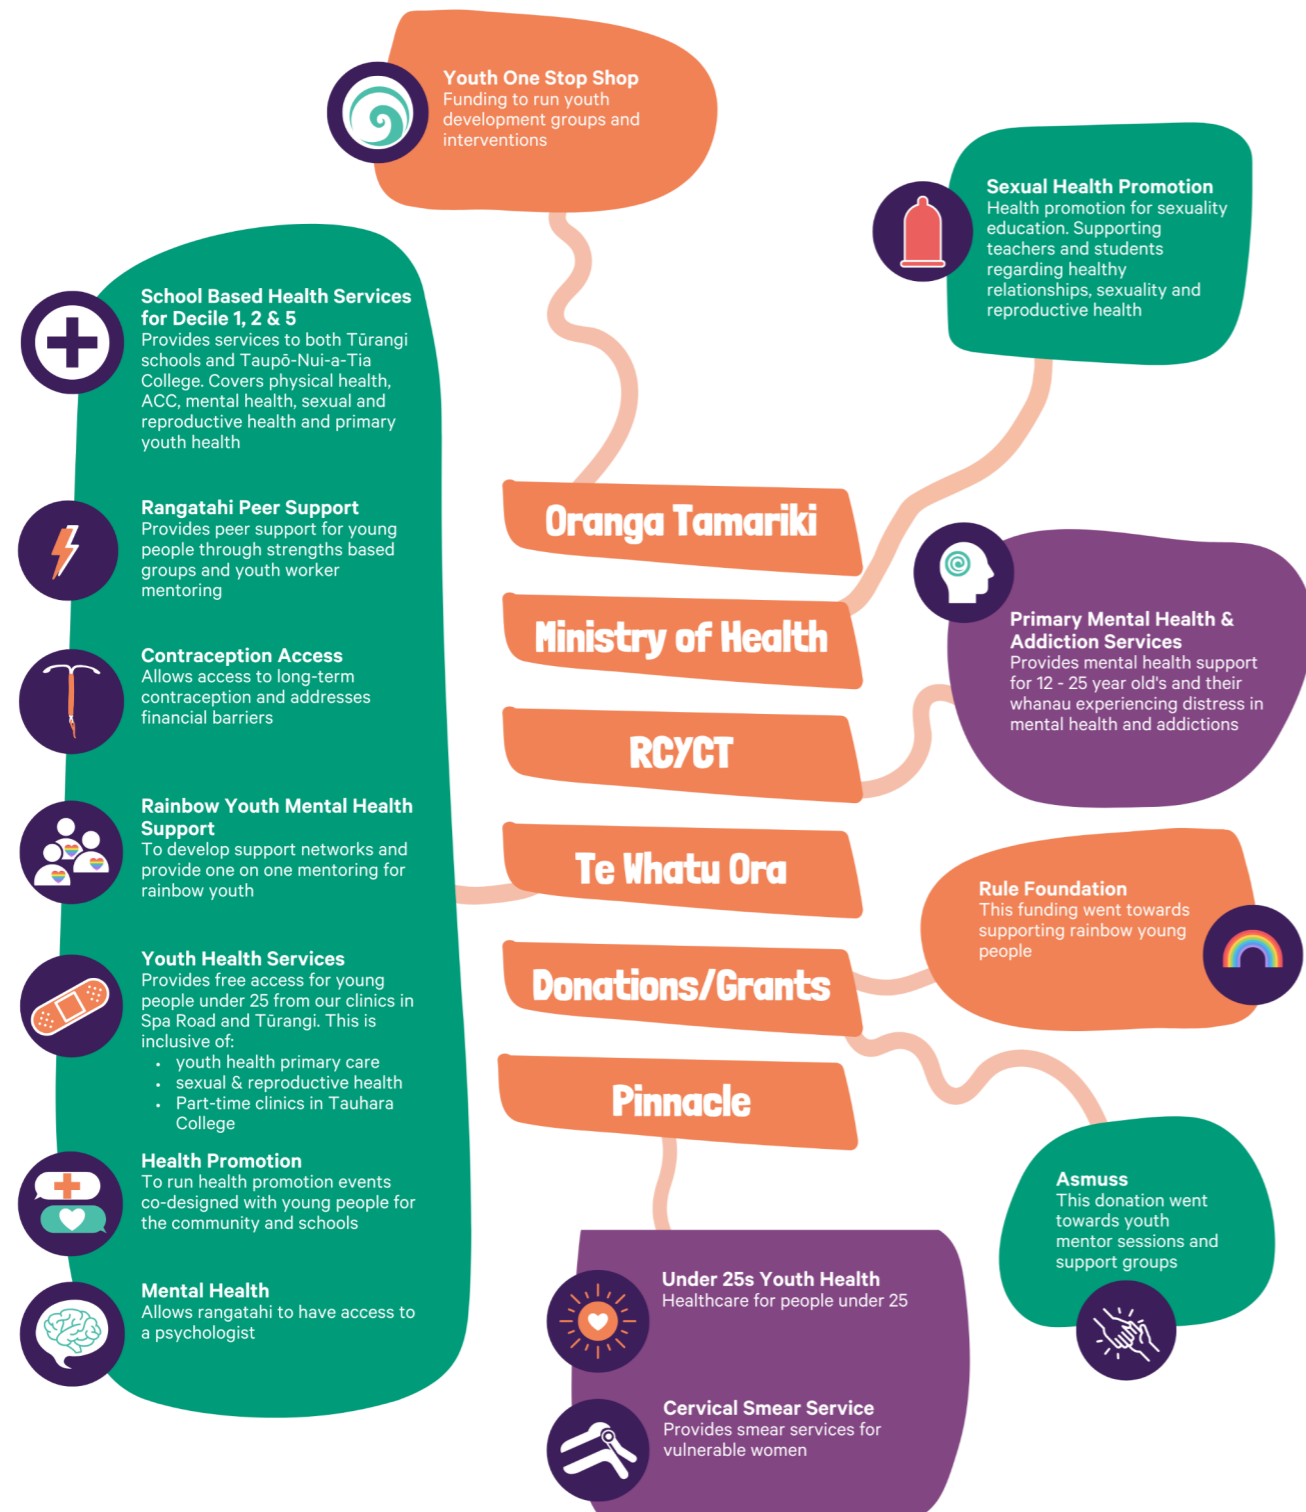 Youth One Stop Shop
Funding to run youth
development groups and
interventions
Sexual Health Promotion
Health promotion for sexuality
education. Supporting
teachers and students
regarding healthy
relationships, sexuality and
reproductive health
School Based Health Services
for Decile 1, 2 & 5
Provides services to both Tūrangi
schools and Taupō-Nui-a-Tia
College. Covers physical health,
ACC, mental health, sexual and
reproductive health and primary
youth health
Rangatahi Peer Support
Provides peer support for young
people through strengths based
groups and youth worker
mentoring
Contraception Access
Allows access to long-term
contraception and addresses
financial barriers
Rainbow Youth Mental Health
Support
To develop support networks and
provide one on one mentoring for
rainbow youth
Youth Health Services
Provides free access for young
people under 25 from our clinics in
Spa Road and Tūrangi. This is
inclusive of:
• youth health primary care
• sexual & reproductive health
• Part-time clinics in Tauhara
College
Health Promotion
To run health promotion events
co-designed with young people for
the community and schools
Mental Health
Allows rangatahi to have access to
a psychologist
Oranga Tamariki
Ministry of Health
RCYCT
Te Whatu Ora
Donations/Grants
Pinnacle
Primary Mental Health &
Addiction Services
Provides mental health support
for 12 - 25 year old's and their
whanau experiencing distress in
mental health and addictions
Rule Foundation
This funding went towards
supporting rainbow young
people
Asmuss
This donation went
towards youth
mentor sessions and
support groups
Under 25s Youth Health
Healthcare for people under 25
Cervical Smear Service
Provides smear services for
vulnerable women